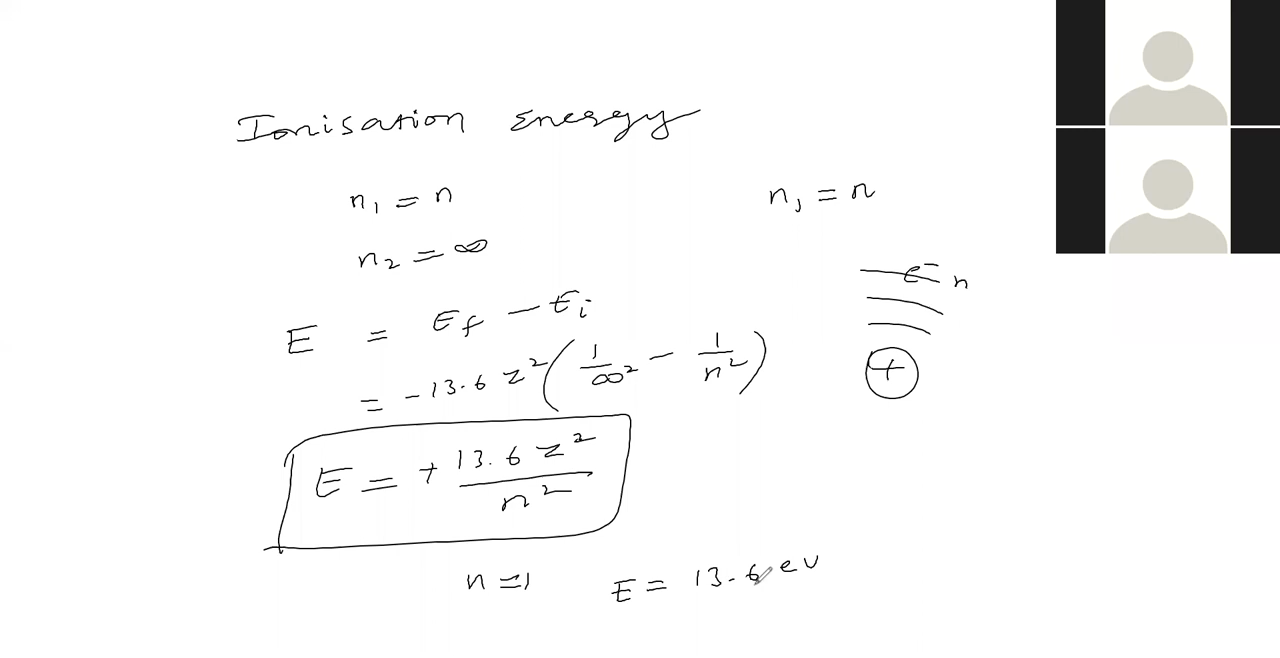 Ionisation Energy
n₁ = n
n₁ = n
n₂ = ∞
e⁻ n
E = E_f - E_i
= -13.6 z² (1/∞² - 1/n²)
+
E = + 13.6 z² / n²
n = 1 E = 13.6 ev